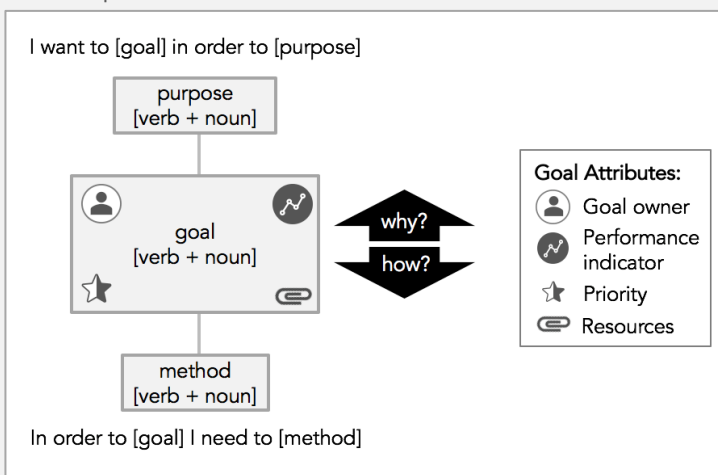 I want to [goal] in order to [purpose]
purpose
[verb + noun]
goal
[verb + noun]
why?
how?
Goal Attributes:
Goal owner
Performance
indicator
Priority
Resources
method
[verb + noun]
In order to [goal] I need to [method]